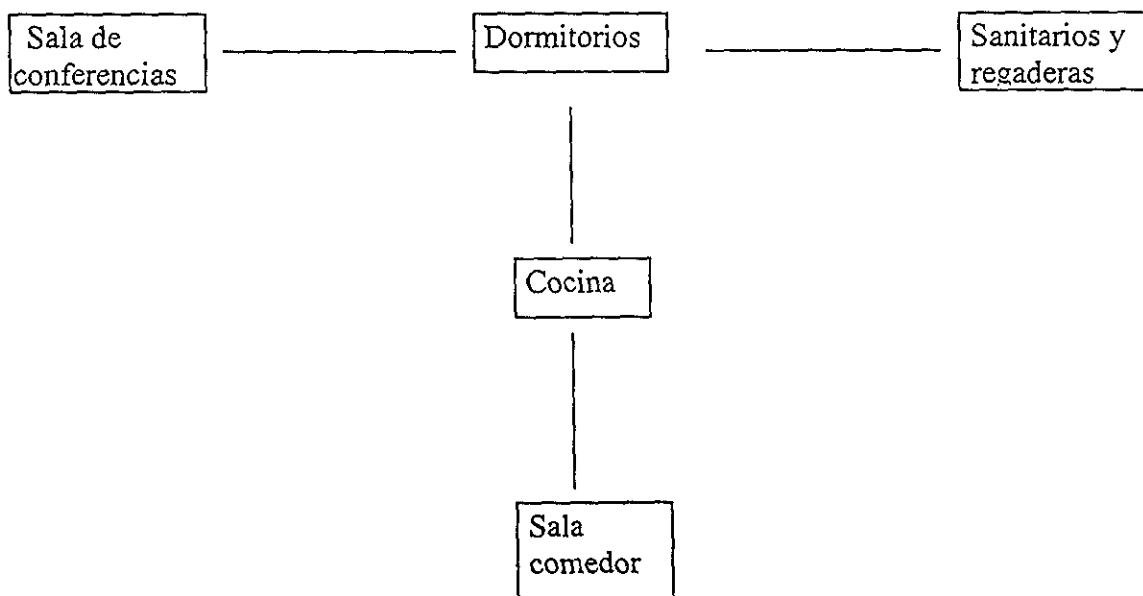 Sala de
conferencias
Dormitorios
Sanitarios y
regaderas
Cocina
Sala
comedor